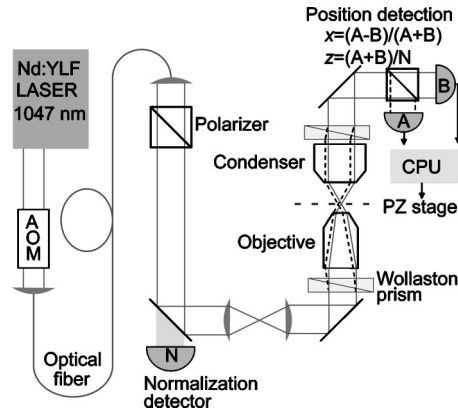 Position detection
x=(A-B)/(A+B)
z=(A+B)/N
Nd:YLF
LASER
1047 nm
B
A
Polarizer
Condenser
CPU
PZ stage
AOM
Objective
Wollaston
prism
Optical
fiber
N
Normalization
detector